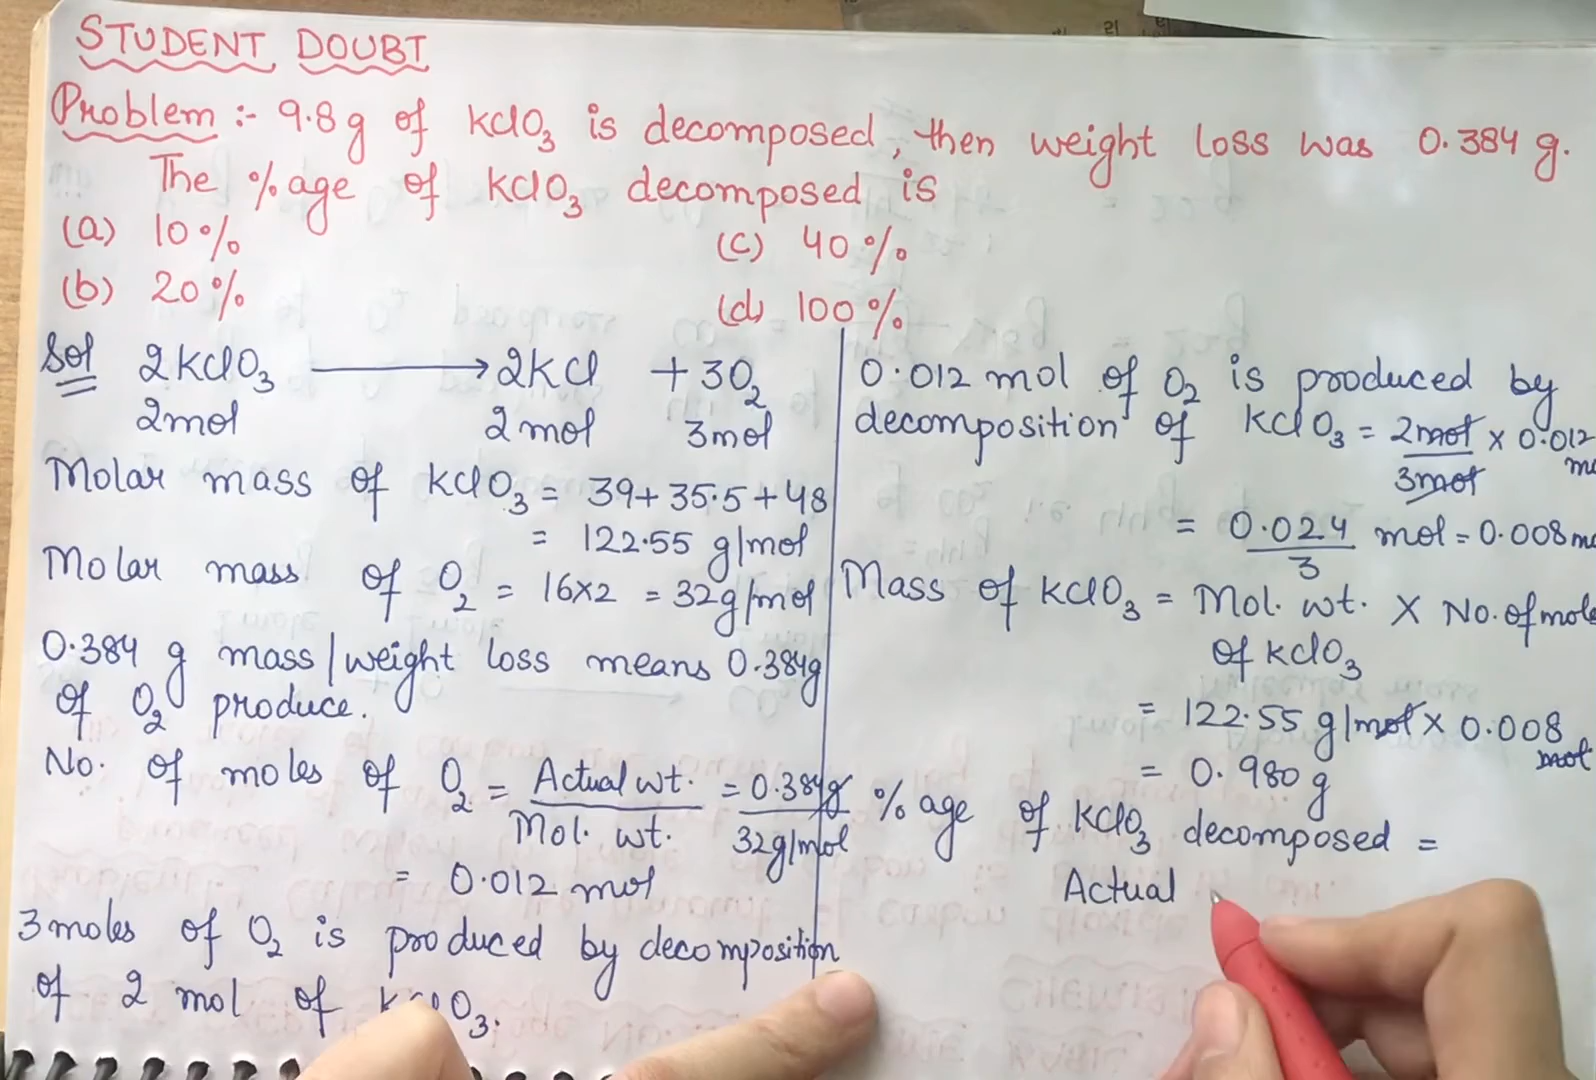 STUDENT DOUBT
Problem :- 9.8g of KClO3 is decomposed, then weight loss was 0.384 g.
The %age of KClO3 decomposed is
(a) 10%
(b) 20%
(c) 40%
(d) 100%
Sol 2KClO3 → 2KCl + 3O2
2mol 2mol 3mol
Molar mass of KClO3 = 39+35.5+48
= 122.55 g/mol
Molar mass of O2 = 16x2 = 32g/mol
0.384 g mass/weight loss means 0.384g
of O2 produce.
No. of moles of O2 = Actual wt. / Mol. wt. = 0.384g / 32g/mol
= 0.012 mol
3moles of O2 is produced by decomposition
of 2 mol of KClO3.
0.012 mol of O2 is produced by
decomposition of KClO3 = 2mol / 3mol x 0.012
= 0.024 / 3 mol = 0.008
Mass of KClO3 = Mol. wt. x No. of
of KClO3
= 122.55 g/mol x 0.008 mol
= 0.980 g
%age of KClO3 decomposed =
Actual